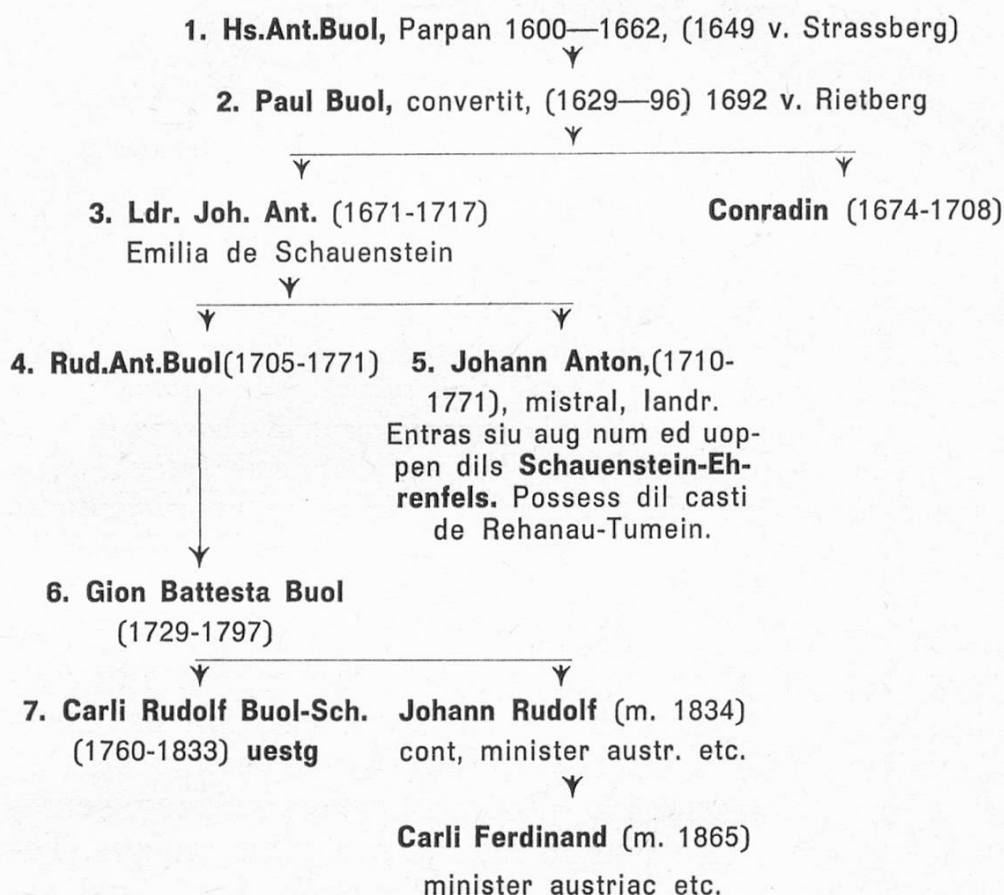 1. Hs.Ant.Buol, Parpan 1600—1662, (1649 v. Strassberg)
2. Paul Buol, convertit, (1629—96) 1692 v. Rietberg
3. Ldr. Joh. Ant. (1671-1717)
Emilia de Schauenstein
Conradin (1674-1708)
4. Rud.Ant.Buol(1705-1771)
5. Johann Anton,(1710-
1771), mistral, landr.
Entras siu aug num ed uop-
pen dils Schauenstein-Eh-
renfels. Possess dil casti
de Rehanau-Tumein.
6. Gion Battesta Buol
(1729-1797)
7. Carli Rudolf Buol-Sch.
(1760-1833) uestg
Johann Rudolf (m. 1834)
cont, minister austr. etc.
Carli Ferdinand (m. 1865)
minister austriac etc.